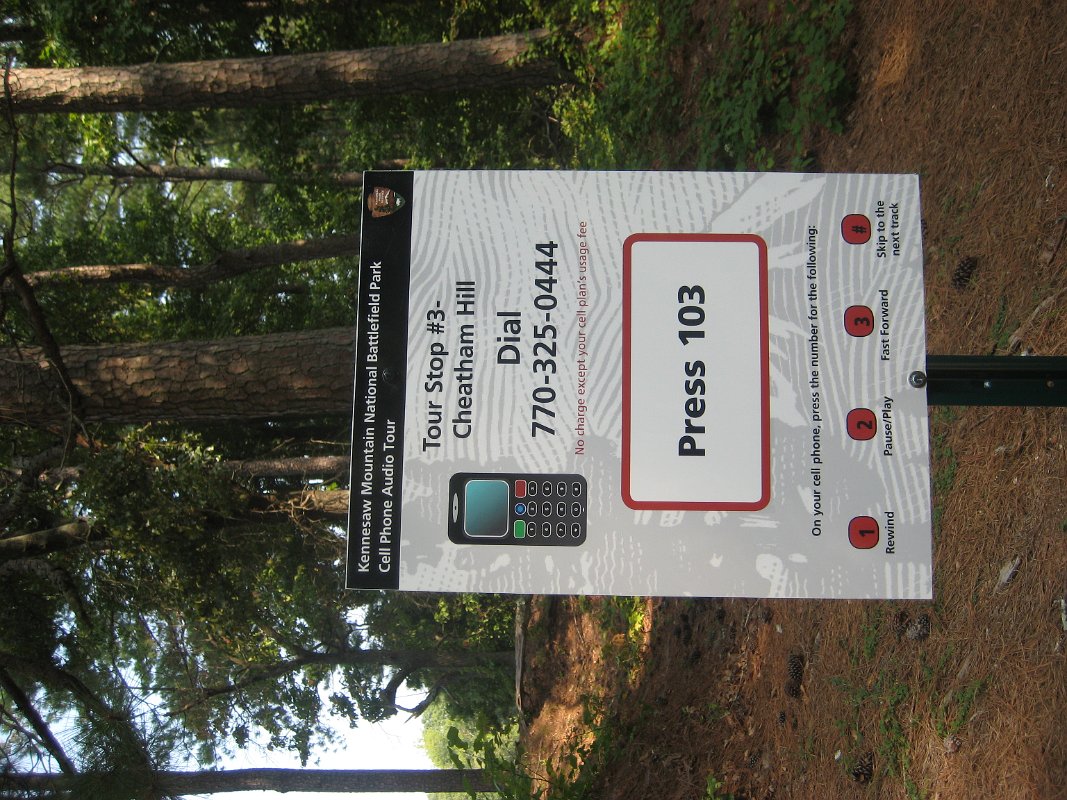 Kennesaw Mountain National Battlefield Park
Cell Phone Audio Tour
Tour Stop #3-
Cheatham Hill
Dial
770-325-0444
No charge except your cell plan's usage fee
Press 103
On your cell phone, press the number for the following:
1
Rewind
2
Pause/Play
3
Fast Forward
#
Skip to the
next track